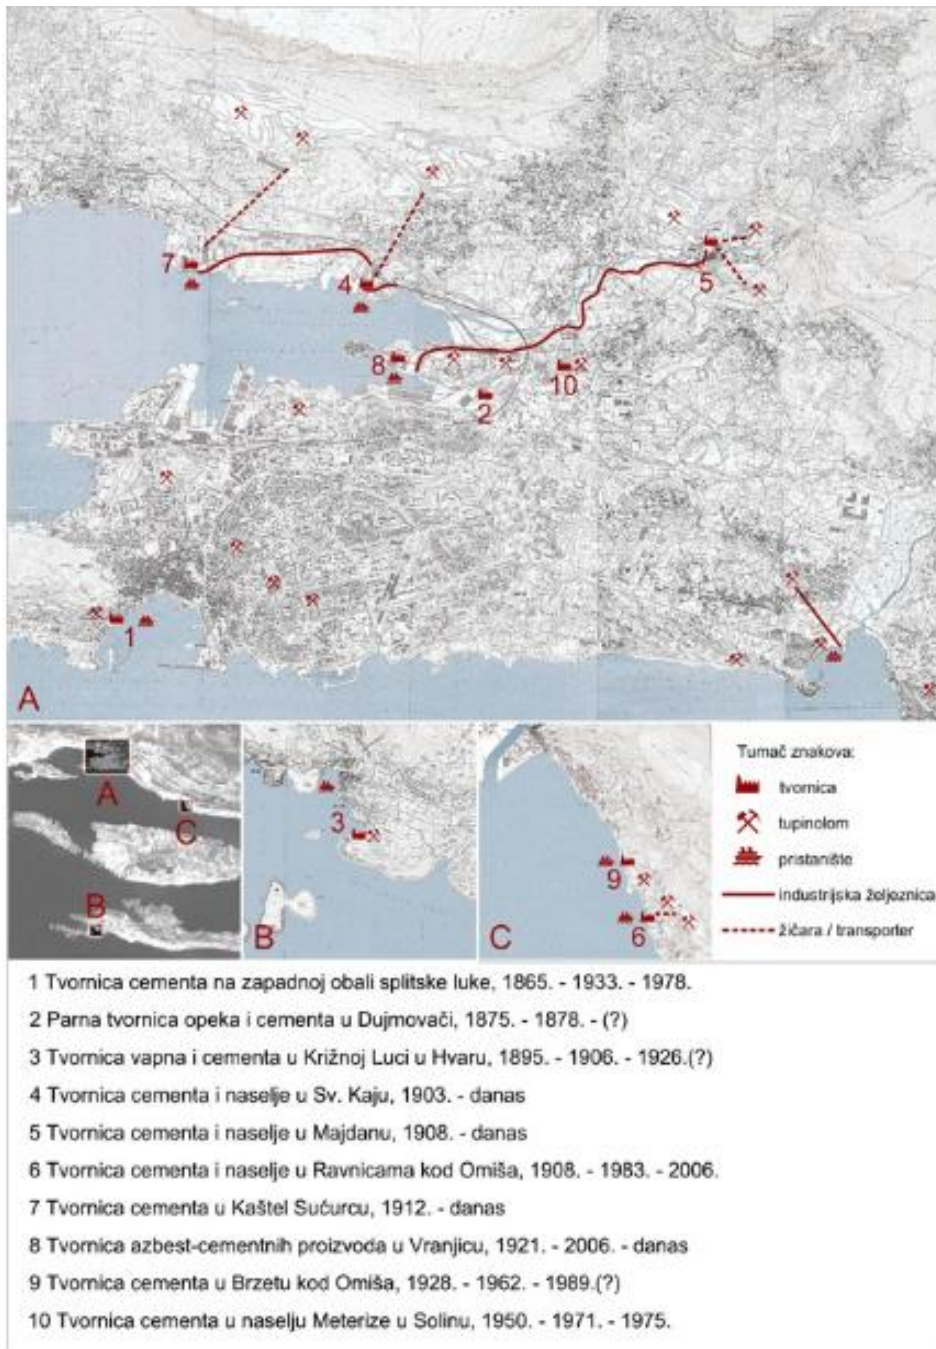 7
4
5
8
10
2
1
A
A
C
B
3
B
9
6
C
Tumač znakova:
tvornica
tupinolom
pristanište
industrijska željeznica
žičara / transporter
1 Tvornica cementa na zapadnoj obali splitske luke, 1865. - 1933. - 1978.
2 Parna tvornica opeka i cementa u Dujmovači, 1875. - 1878. - (?)
3 Tvornica vapna i cementa u Križnoj Luci u Hvaru, 1895. - 1906. - 1926.(?)
4 Tvornica cementa i naselje u Sv. Kaju, 1903. - danas
5 Tvornica cementa i naselje u Majdanu, 1908. - danas
6 Tvornica cementa i naselje u Ravnicama kod Omiša, 1908. - 1983. - 2006.
7 Tvornica cementa u Kaštel Sućurcu, 1912. - danas
8 Tvornica azbest-cementnih proizvoda u Vranjicu, 1921. - 2006. - danas
9 Tvornica cementa u Brzetu kod Omiša, 1928. - 1962. - 1989.(?)
10 Tvornica cementa u naselju Meterize u Solinu, 1950. - 1971. - 1975.